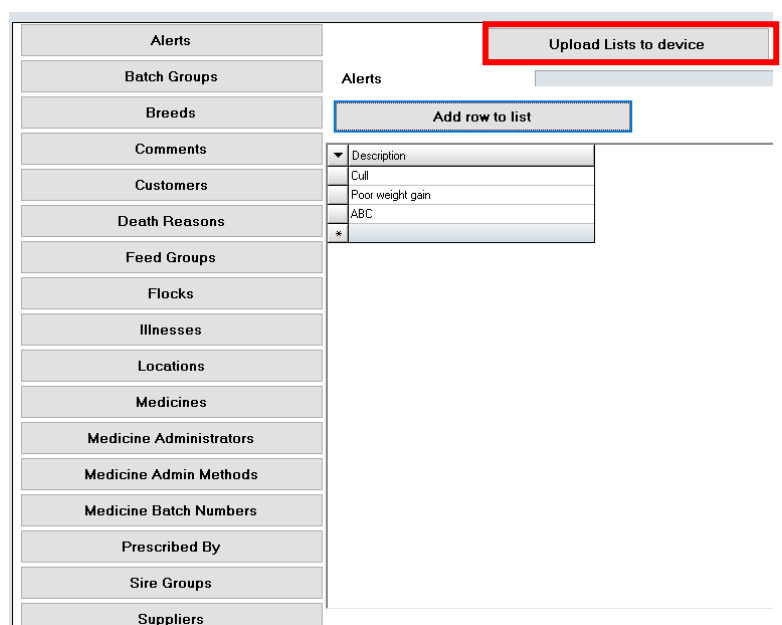 Alerts
Batch Groups
Breeds
Comments
Customers
Death Reasons
Feed Groups
Flocks
Illnesses
Locations
Medicines
Medicine Administrators
Medicine Admin Methods
Medicine Batch Numbers
Prescribed By
Sire Groups
Suppliers
Upload Lists to device
Alerts
Add row to list
Description
Cull
Poor weight gain
ABC
*